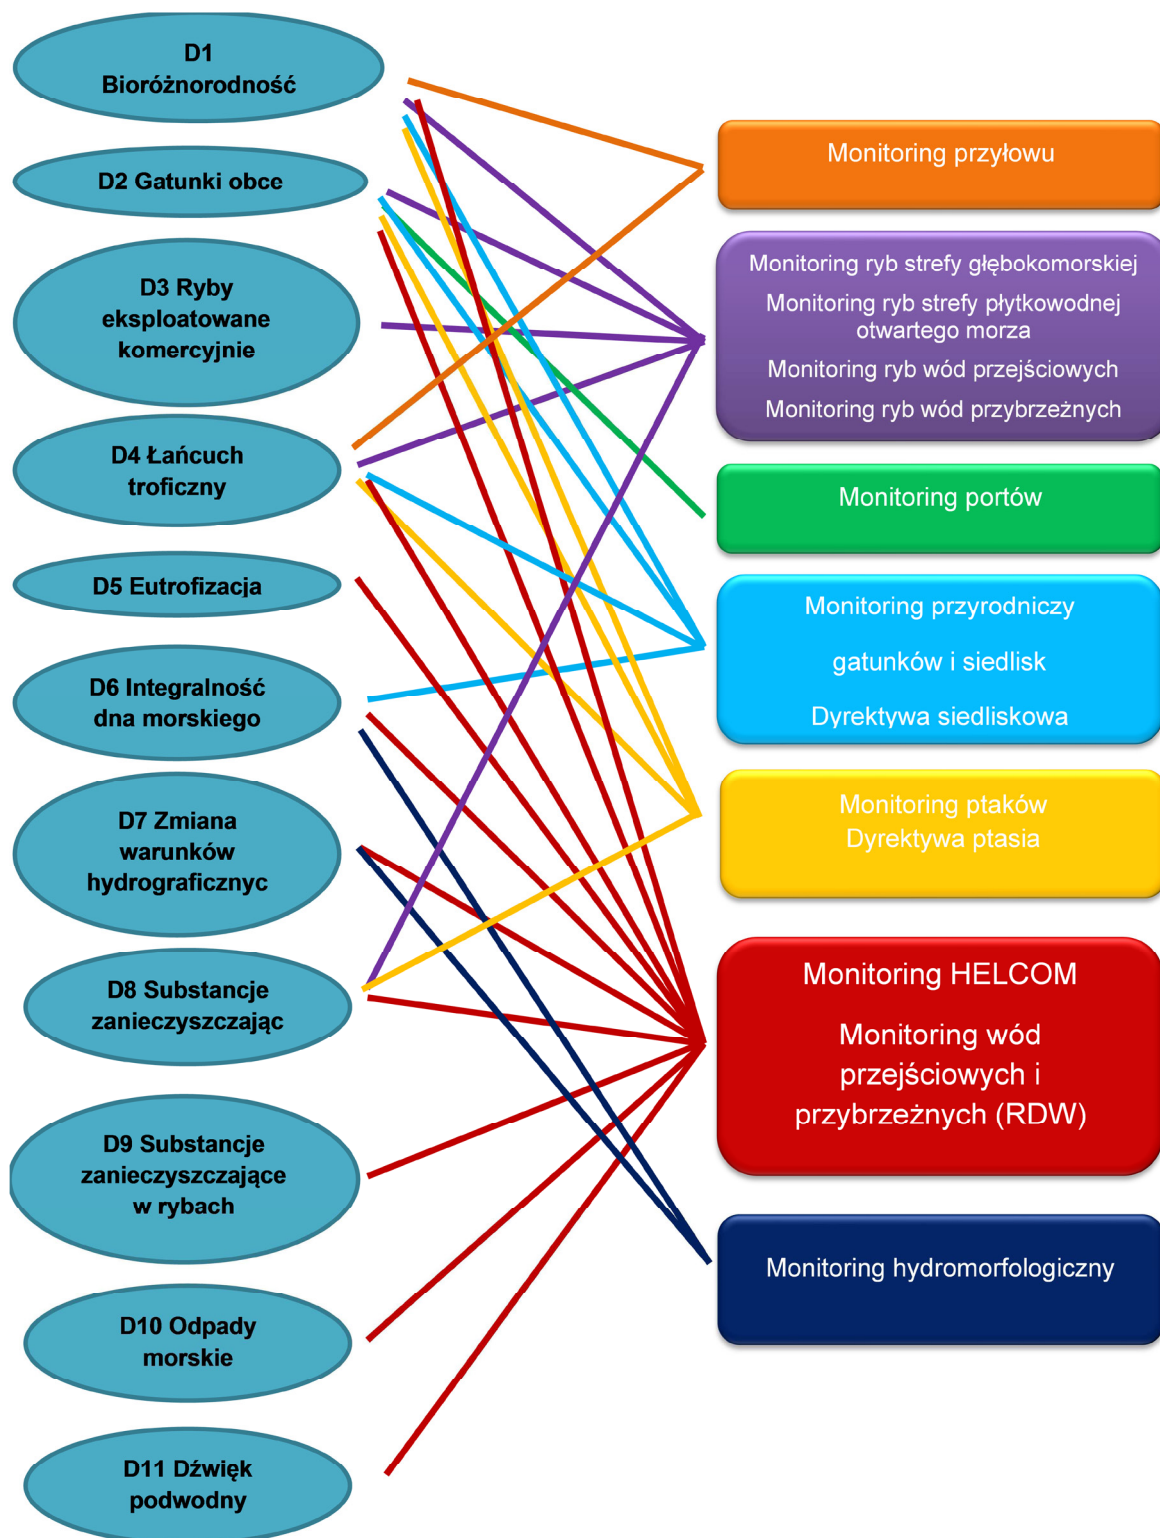 D1
Bioróżnorodność
D2 Gatunki obce
D3 Ryby
eksploatowane
komercyjnie
D4 Łańcuch
troficzny
D5 Eutrofizacja
D6 Integralność
dna morskiego
D7 Zmiana
warunków
hydrograficznyc
D8 Substancje
zanieczyszczając
D9 Substancje
zanieczyszczające
w rybach
D10 Odpady
morskie
D11 Dźwięk
podwodny
Monitoring przyłowu
Monitoring ryb strefy głębokomorskiej
Monitoring ryb strefy płytkowodnej
otwartego morza
Monitoring ryb wód przejściowych
Monitoring ryb wód przybrzeżnych
Monitoring portów
Monitoring przyrodniczy
gatunków i siedlisk
Dyrektywa siedliskowa
Monitoring ptaków
Dyrektywa ptasia
Monitoring HELCOM
Monitoring wód
przejściowych i
przybrzeżnych (RDW)
Monitoring hydromorfologiczny